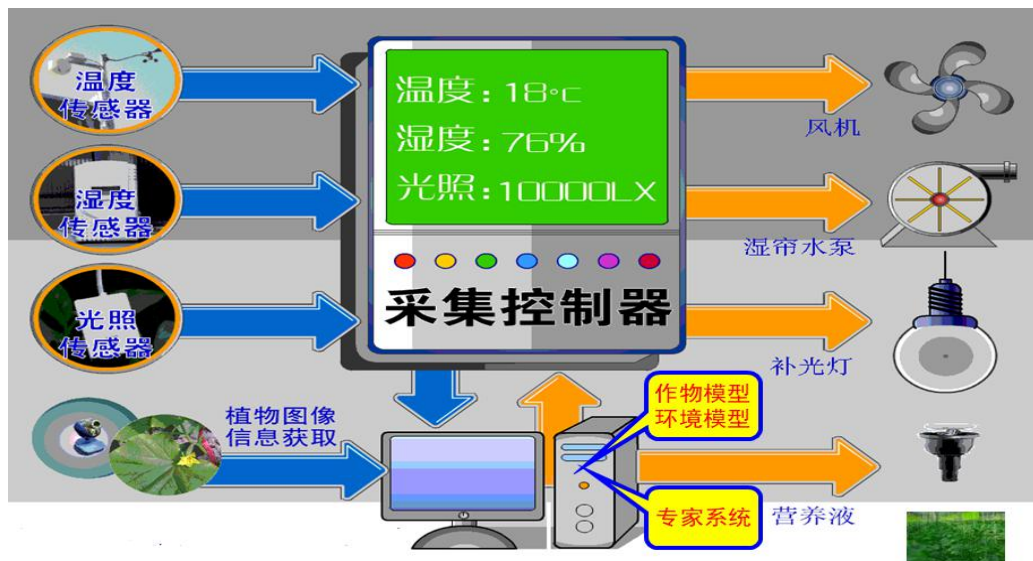 温度
传感器
温度：18℃
湿度：76%
光照：10000LX
风机
湿度
传感器
湿帘水泵
采集控制器
光照
传感器
补光灯
植物图像
信息获取
作物模型
环境模型
专家系统
营养液